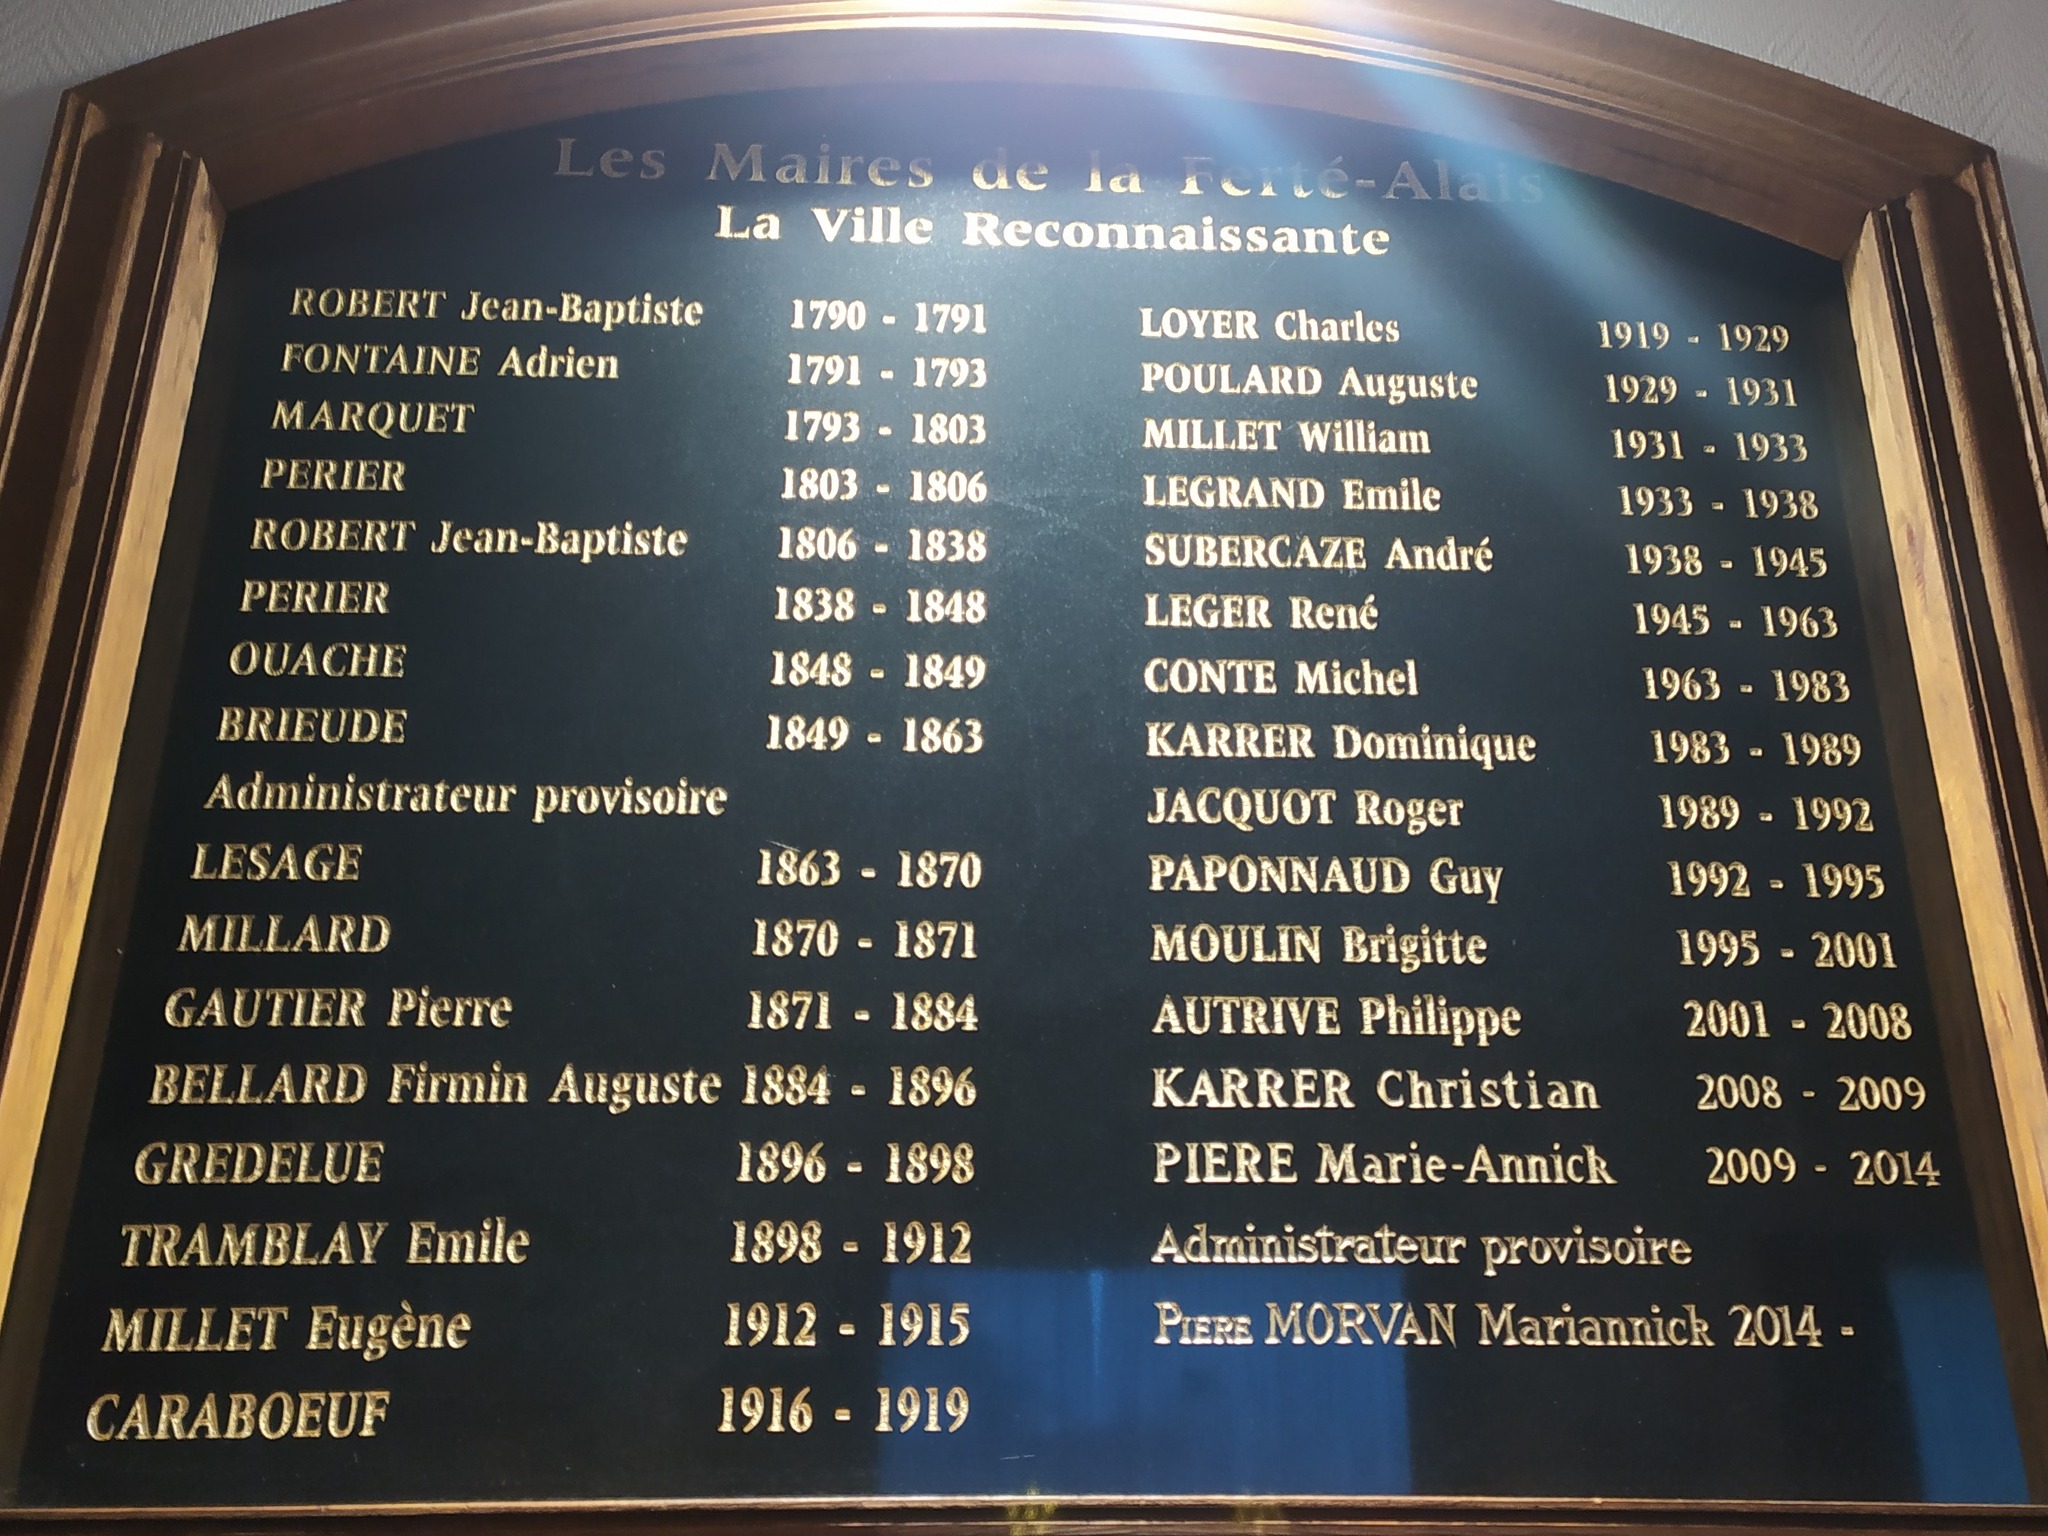 Les Maires de la Ferté-Alais
La Ville Reconnaissante
ROBERT Jean-Baptiste 1790 - 1791
FONTAINE Adrien 1791 - 1793
MARQUET 1793 - 1803
PERIER 1803 - 1806
ROBERT Jean-Baptiste 1806 - 1838
PERIER 1838 - 1848
OUACHE 1848 - 1849
BRIEUDE 1849 - 1863
Administrateur provisoire
LESAGE 1863 - 1870
MILLARD 1870 - 1871
GAUTIER Pierre 1871 - 1884
BELLARD Firmin Auguste 1884 - 1896
GREDELUE 1896 - 1898
TRAMBLAY Emile 1898 - 1912
MILLET Eugène 1912 - 1915
CARABOEUF 1916 - 1919
LOYER Charles 1919 - 1929
POULARD Auguste 1929 - 1931
MILLET William 1931 - 1933
LEGRAND Emile 1933 - 1938
SUBERCAZE André 1938 - 1945
LEGER René 1945 - 1963
CONTE Michel 1963 - 1983
KARRER Dominique 1983 - 1989
JACQUOT Roger 1989 - 1992
PAPONNAUD Guy 1992 - 1995
MOULIN Brigitte 1995 - 2001
AUTRIVE Philippe 2001 - 2008
KARRER Christian 2008 - 2009
PIERE Marie-Annick 2009 - 2014
Administrateur provisoire
PIERE MORVAN Mariannick 2014 -